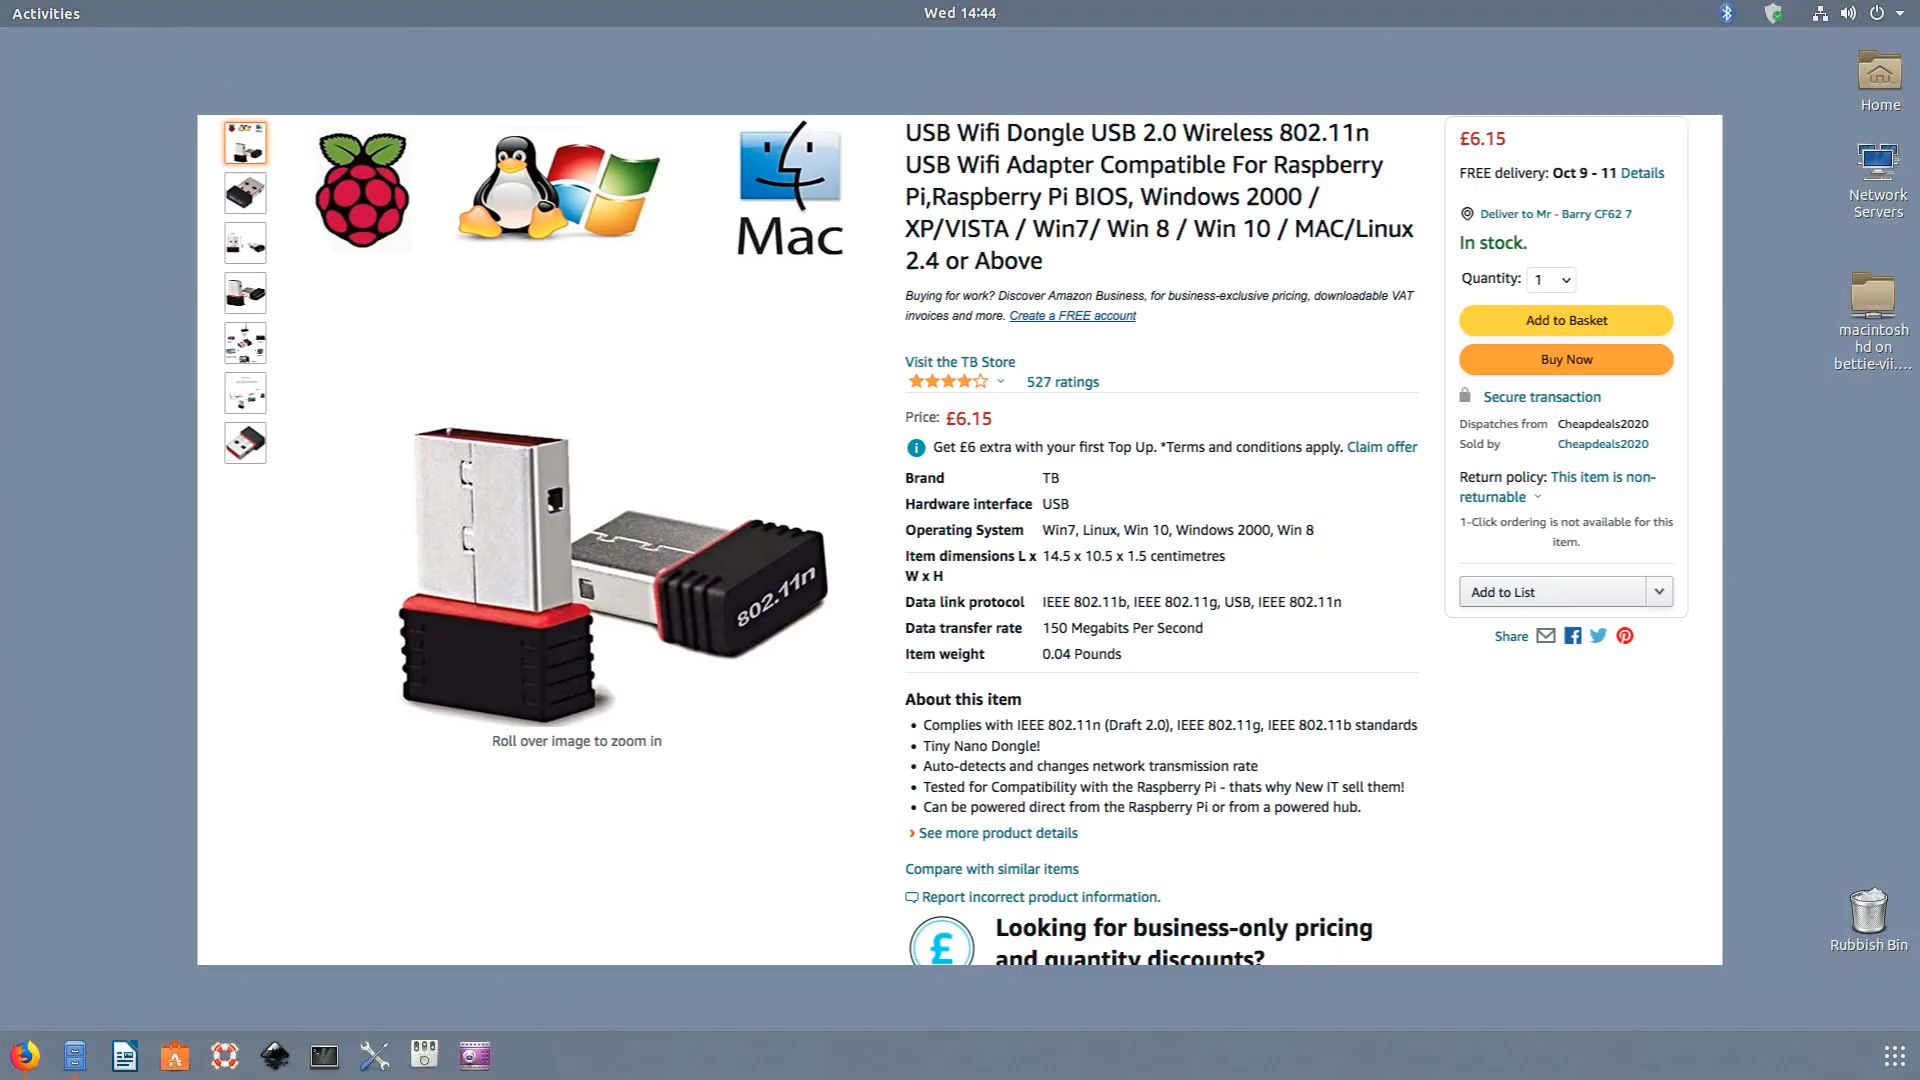 Activities
Wed 14:44
Home
Network
Servers
macintosh
hd on
bettie-vii....
Rubbish Bin
Mac
802.11n
Roll over image to zoom in
USB Wifi Dongle USB 2.0 Wireless 802.11n
USB Wifi Adapter Compatible For Raspberry
Pi,Raspberry Pi BIOS, Windows 2000 /
XP/VISTA / Win7/ Win 8 / Win 10 / MAC/Linux
2.4 or Above
Buying for work? Discover Amazon Business, for business-exclusive pricing, downloadable VAT
invoices and more. Create a FREE account
Visit the TB Store
527 ratings
Price: £6.15
Get £6 extra with your first Top Up. *Terms and conditions apply. Claim offer
Brand TB
Hardware interface USB
Operating System Win7, Linux, Win 10, Windows 2000, Win 8
Item dimensions L x 14.5 x 10.5 x 1.5 centimetres
W x H
Data link protocol IEEE 802.11b, IEEE 802.11g, USB, IEEE 802.11n
Data transfer rate 150 Megabits Per Second
Item weight 0.04 Pounds
About this item
• Complies with IEEE 802.11n (Draft 2.0), IEEE 802.11g, IEEE 802.11b standards
• Tiny Nano Dongle!
• Auto-detects and changes network transmission rate
• Tested for Compatibility with the Raspberry Pi - thats why New IT sell them!
• Can be powered direct from the Raspberry Pi or from a powered hub.
› See more product details
Compare with similar items
Report incorrect product information.
£
Looking for business-only pricing
and quantity discounts?
£6.15
FREE delivery: Oct 9 - 11 Details
Deliver to Mr - Barry CF62 7
In stock.
Quantity: 1
Add to Basket
Buy Now
Secure transaction
Dispatches from Cheapdeals2020
Sold by Cheapdeals2020
Return policy: This item is non-
returnable
1-Click ordering is not available for this
item.
Add to List
Share